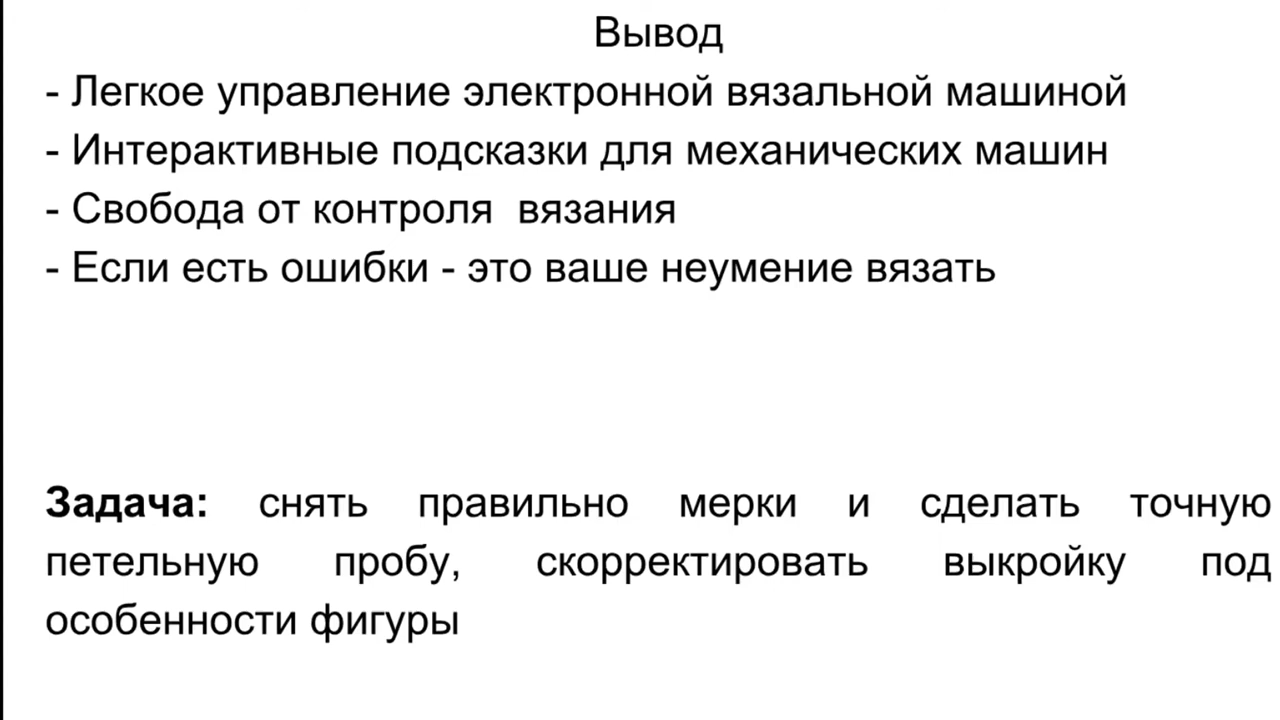 Вывод
- Легкое управление электронной вязальной машиной
- Интерактивные подсказки для механических машин
- Свобода от контроля  вязания
- Если есть ошибки - это ваше неумение вязать
Задача: снять правильно мерки и сделать точную
петельную пробу, скорректировать выкройку под
особенности фигуры